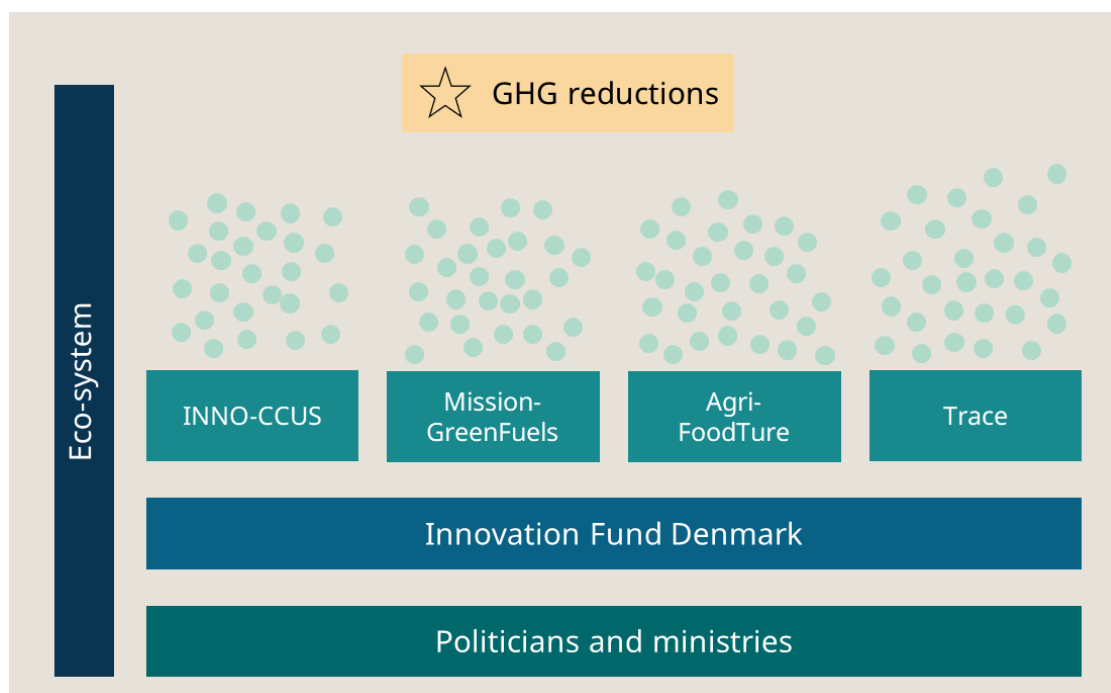 GHG reductions
Eco-system
INNO-CCUS
Mission-
GreenFuels
Agri-
FoodTure
Trace
Innovation Fund Denmark
Politicians and ministries